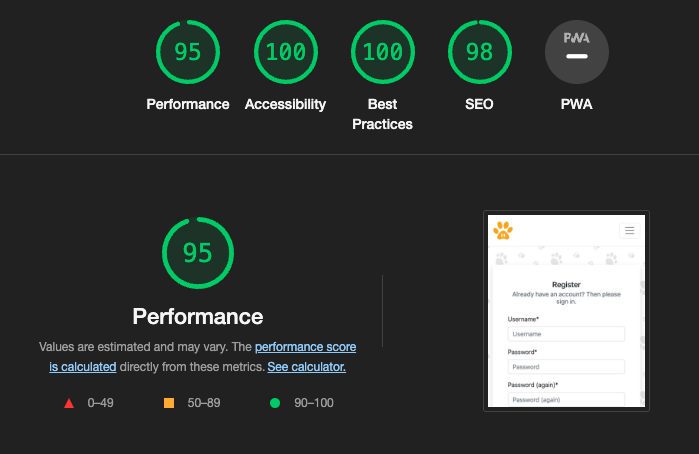 95
100
100
98
PWA
Performance
Accessibility
Best
Practices
SEO
PWA
95
Performance
Values are estimated and may vary. The performance score
is calculated directly from these metrics. See calculator.
0–49
50–89
90–100
Register
Already have an account? Then please
sign in.
Username*
Username
Password*
Password
Password (again)*
Password (again)